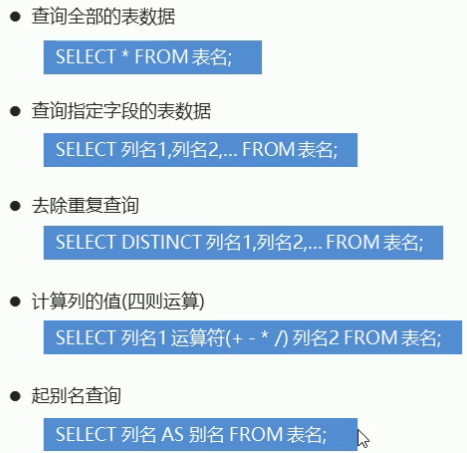 查询全部的表数据
SELECT * FROM 表名;
查询指定字段的表数据
SELECT 列名1,列名2,... FROM 表名;
去除重复查询
SELECT DISTINCT 列名1,列名2,... FROM 表名;
计算列的值(四则运算)
SELECT 列名1 运算符(+ - * /) 列名2 FROM 表名;
起别名查询
SELECT 列名 AS 别名 FROM 表名;